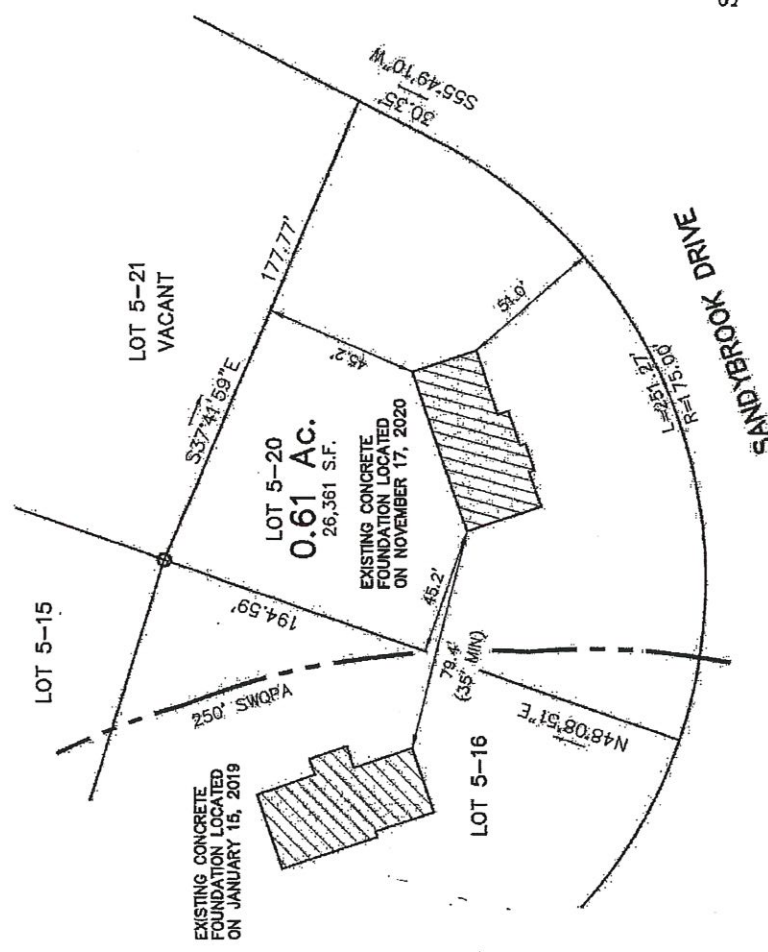 S55°49'10"W
30.35'
LOT 5-21
VACANT
177.77'
S37°41'59"E
LOT 5-15
LOT 5-20
0.61 Ac.
26,361 S.F.
EXISTING CONCRETE
FOUNDATION LOCATED
ON NOVEMBER 17, 2020
45.2'
51.0'
194.59'
45.2'
79.4'
(35' MIN)
250' SWQPA
EXISTING CONCRETE
FOUNDATION LOCATED
ON JANUARY 15, 2019
LOT 5-16
N48°08'51"E
L=251.27'
R=175.00'
SANDYBROOK DRIVE